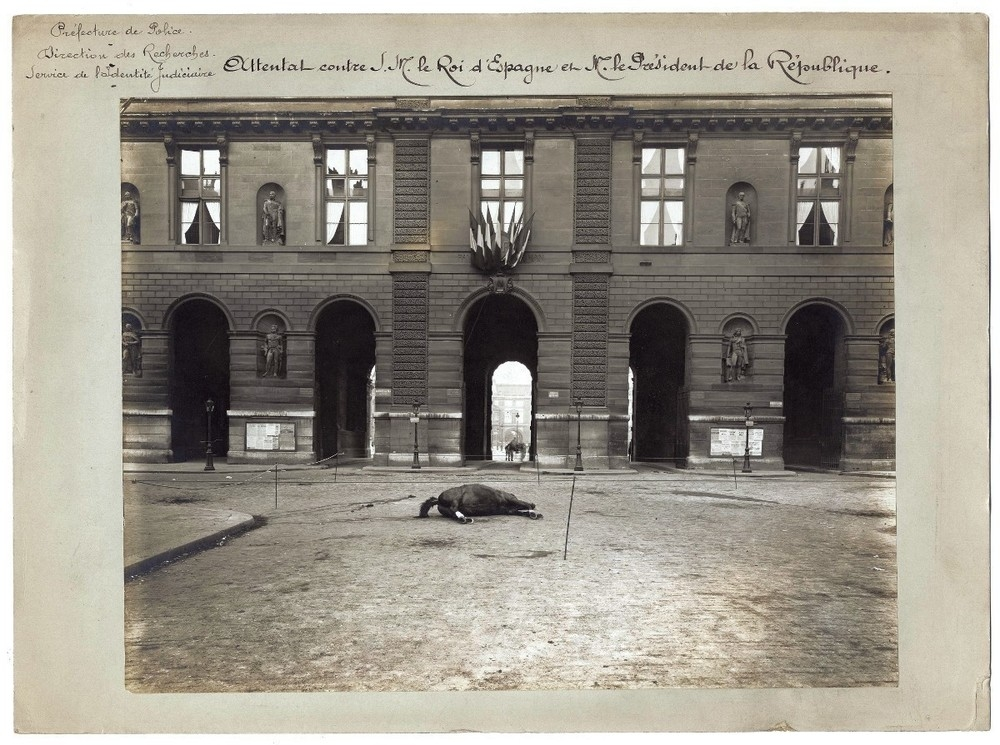 Préfecture de Police.
Direction des Recherches.
Service de l'Identité Judiciaire
Attentat contre S. M. le Roi d'Espagne et Mr. le Président de la République.